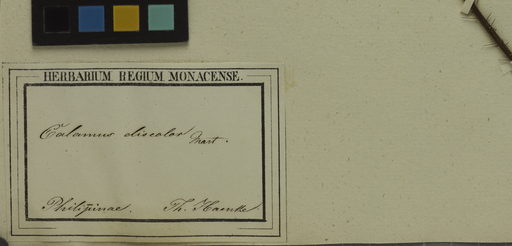 HERBARIUM REGIUM MONACENSE.
Calamus discolor Mart.
Philippinae. Th. Haenke